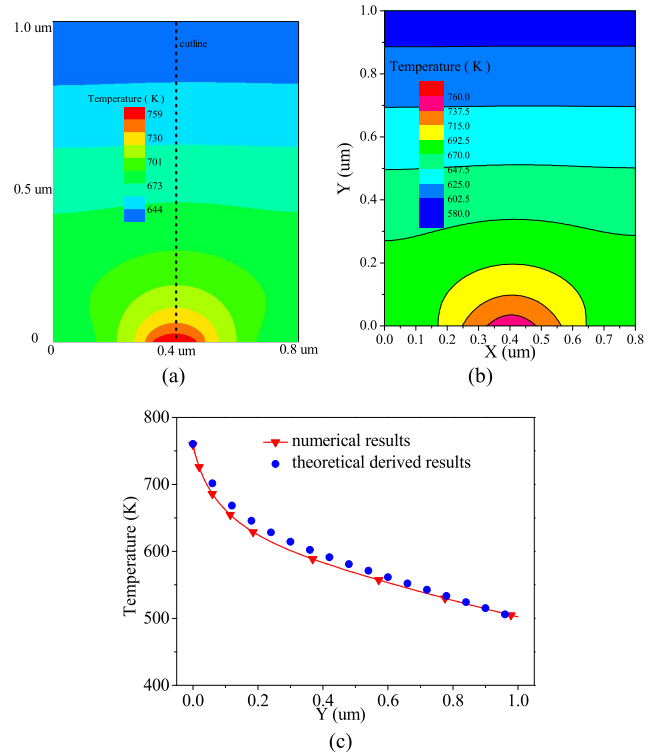 1.0 um
cutline
Temperature ( K )
759
730
701
673
644
0.5 um
0
0
0.4 um
0.8 um
(a)
(b)
1.0
0.8
0.6
0.4
0.2
0.0
Y (um)
Temperature ( K )
760.0
737.5
715.0
692.5
670.0
647.5
625.0
602.5
580.0
0.0 0.1 0.2 0.3 0.4 0.5 0.6 0.7 0.8
X (um)
800
700
600
500
400
Temperature (K)
numerical results
theoretical derived results
0.0 0.2 0.4 0.6 0.8 1.0
Y (um)
(c)